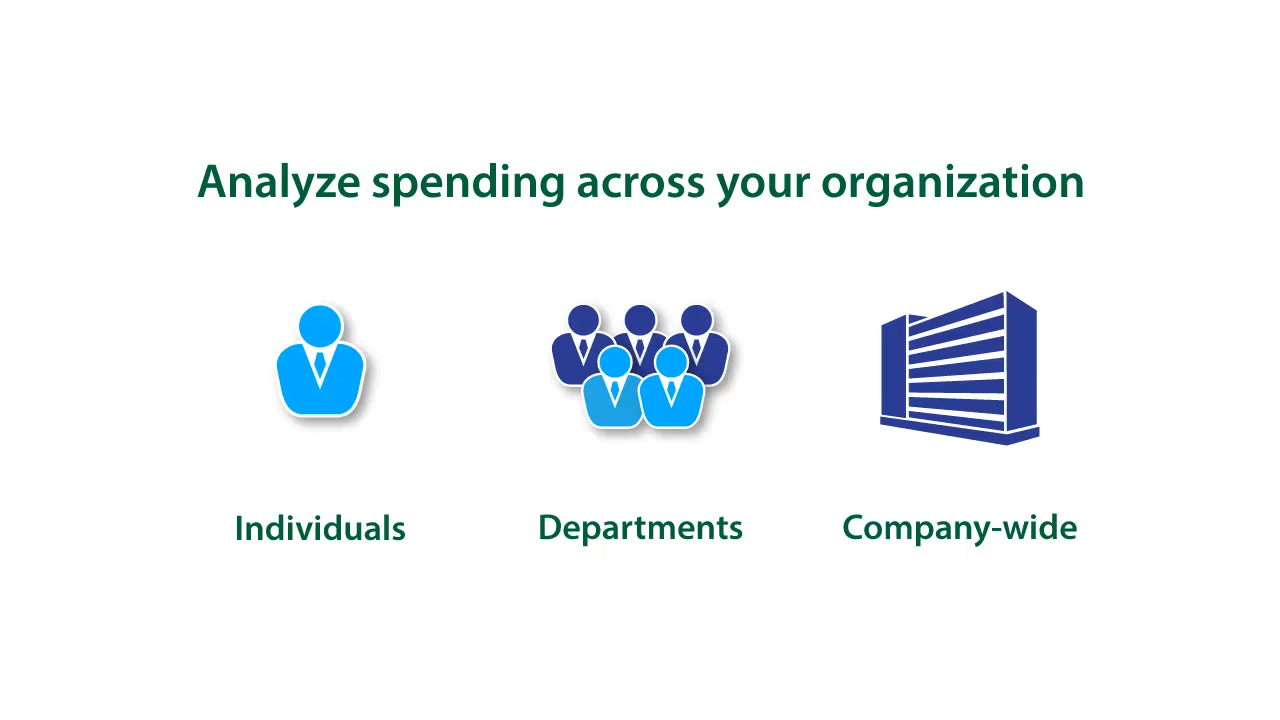 Analyze spending across your organization
Individuals
Departments
Company-wide